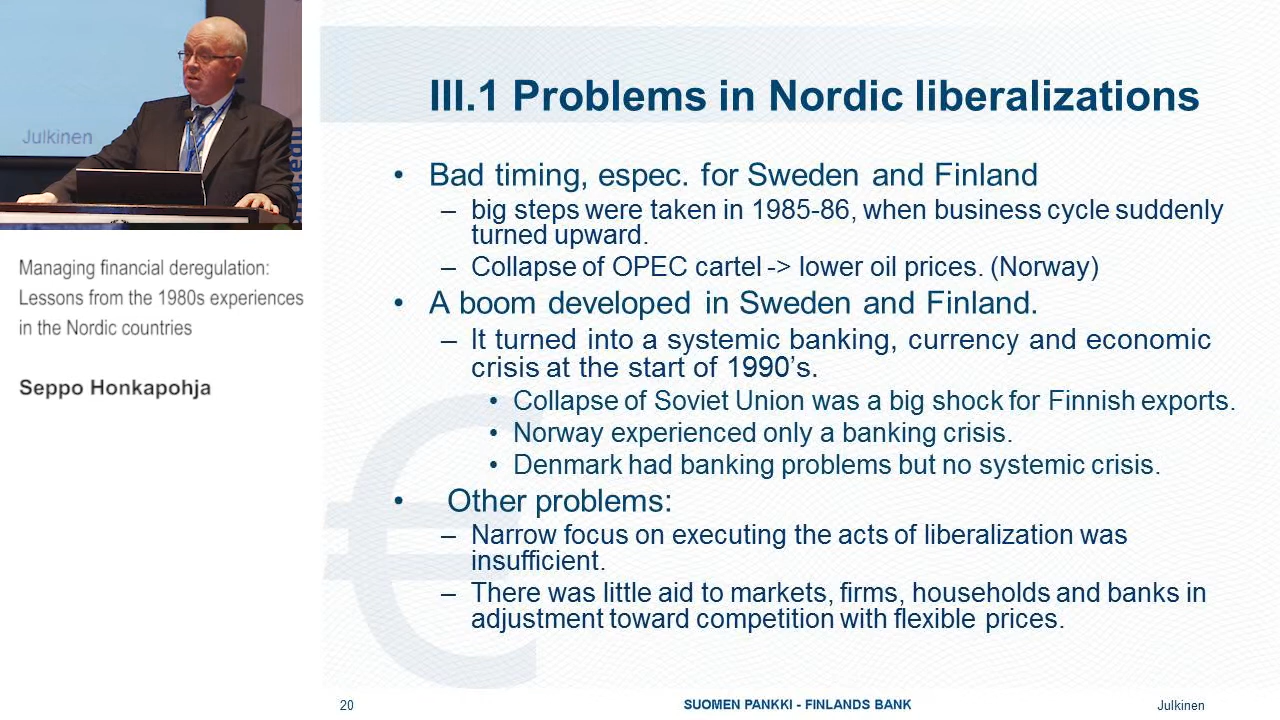 Julkinen
Managing financial deregulation:
Lessons from the 1980s experiences
in the Nordic countries
Seppo Honkapohja
III.1 Problems in Nordic liberalizations
• Bad timing, espec. for Sweden and Finland
– big steps were taken in 1985-86, when business cycle suddenly
turned upward.
– Collapse of OPEC cartel -> lower oil prices. (Norway)
• A boom developed in Sweden and Finland.
– It turned into a systemic banking, currency and economic
crisis at the start of 1990’s.
• Collapse of Soviet Union was a big shock for Finnish exports.
• Norway experienced only a banking crisis.
• Denmark had banking problems but no systemic crisis.
• Other problems:
– Narrow focus on executing the acts of liberalization was
insufficient.
– There was little aid to markets, firms, households and banks in
adjustment toward competition with flexible prices.
20
SUOMEN PANKKI - FINLANDS BANK
Julkinen